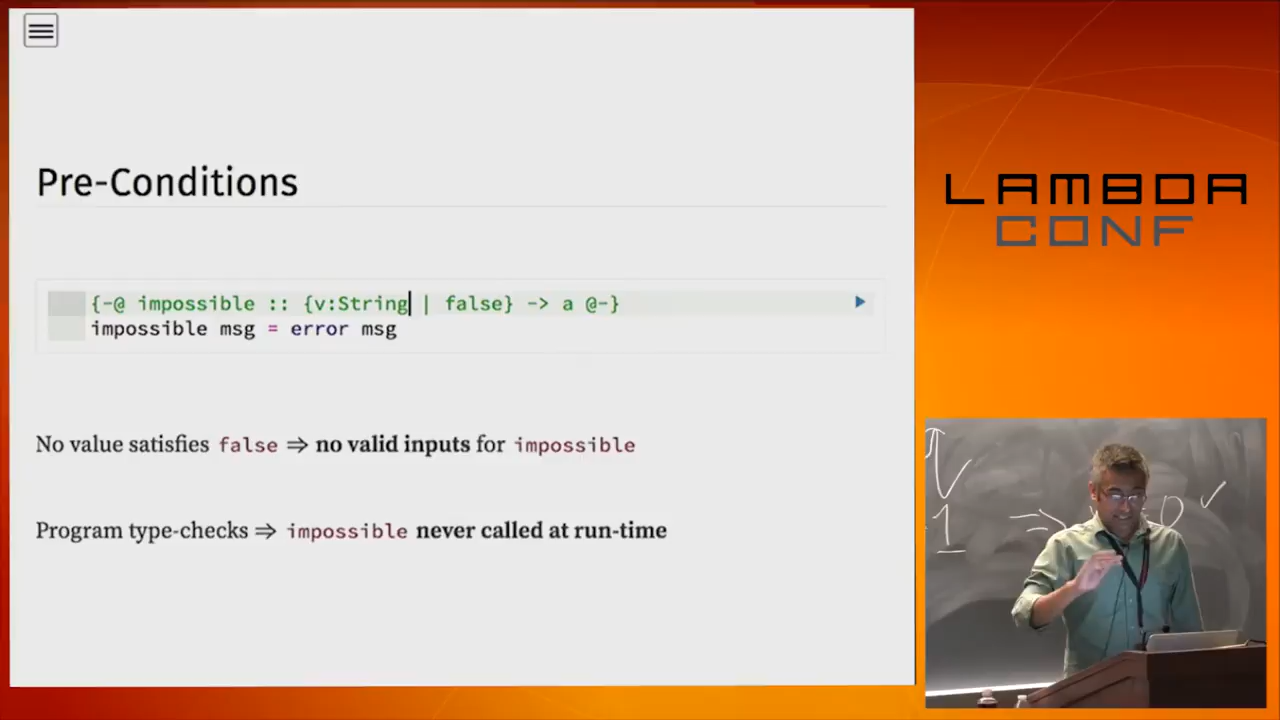 Pre-Conditions
{-@ impossible :: {v:String | false} -> a @-}
impossible msg = error msg
No value satisfies false ⇒ no valid inputs for impossible
Program type-checks ⇒ impossible never called at run-time
LAMBDA
CONF
1 ⇒